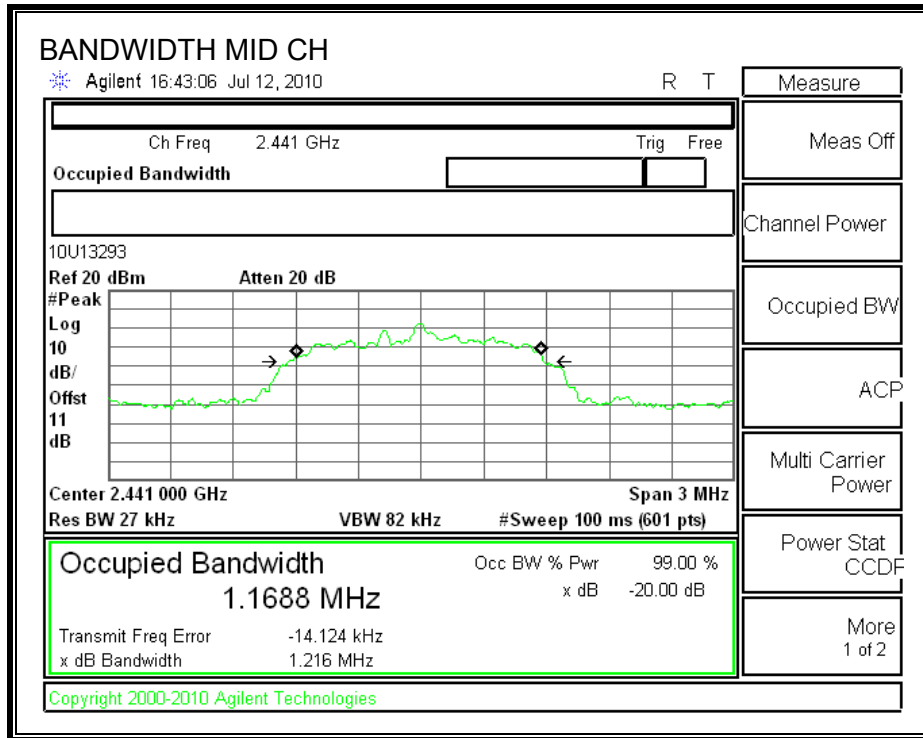 BANDWIDTH MID CH
Agilent 16:43:06 Jul 12, 2010 R T
Measure
Ch Freq 2.441 GHz Trig Free
Meas Off
Occupied Bandwidth
Channel Power
10U13293
Ref 20 dBm Atten 20 dB
#Peak
Log
10
dB/
Offst
11
dB
Occupied BW
ACP
Multi Carrier
Power
Center 2.441 000 GHz Span 3 MHz
Res BW 27 kHz VBW 82 kHz #Sweep 100 ms (601 pts)
Power Stat
CCDF
Occupied Bandwidth Occ BW % Pwr 99.00 %
1.1688 MHz x dB -20.00 dB
Transmit Freq Error -14.124 kHz
x dB Bandwidth 1.216 MHz
More
1 of 2
Copyright 2000-2010 Agilent Technologies